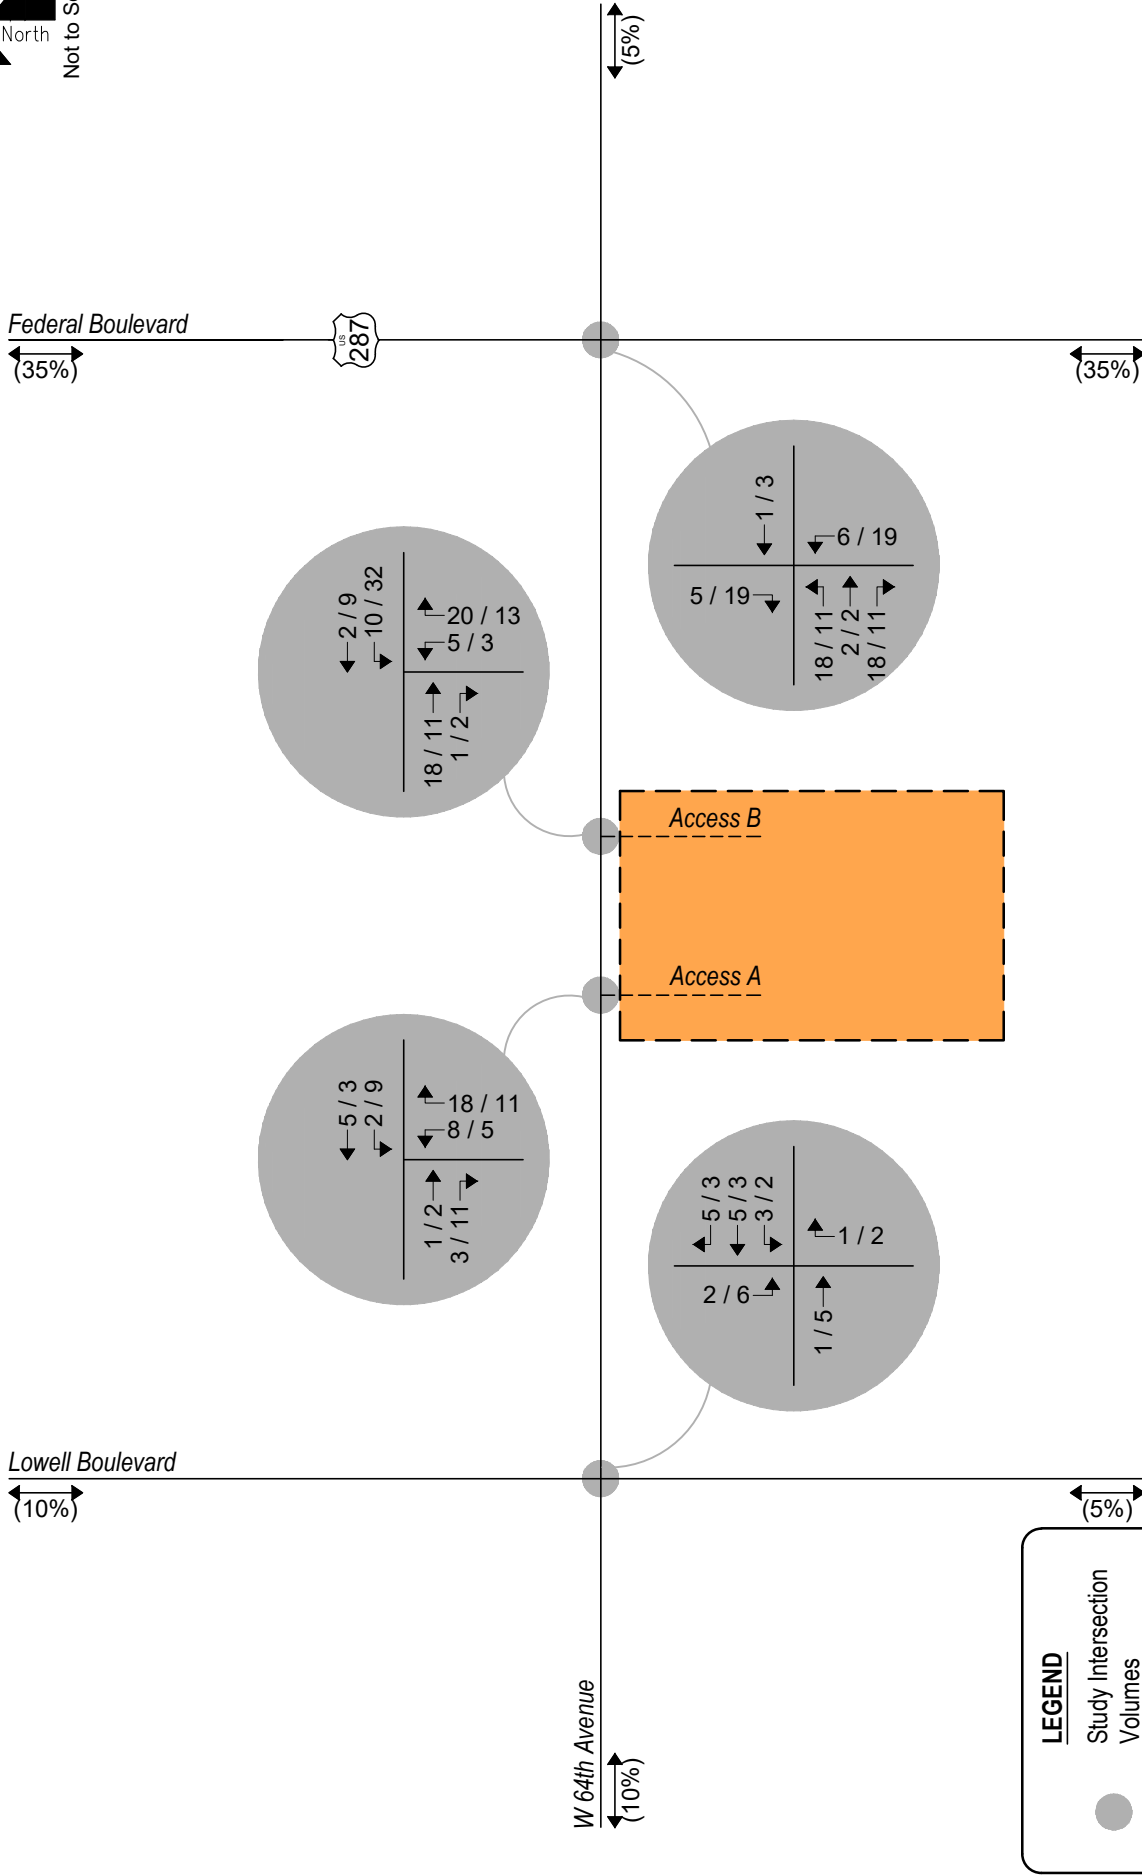 North
Not to
(5%)
Federal Boulevard
(35%)
US
287
(35%)
2 / 9
10 / 32
20 / 13
5 / 3
18 / 11
1 / 2
1 / 3
6 / 19
5 / 19
18 / 11
2 / 2
18 / 11
Access B
Access A
5 / 3
2 / 9
18 / 11
8 / 5
1 / 2
3 / 11
5 / 3
5 / 3
3 / 2
1 / 2
2 / 6
1 / 5
Lowell Boulevard
(10%)
(5%)
W 64th Avenue
(10%)
LEGEND
Study Intersection
Volumes